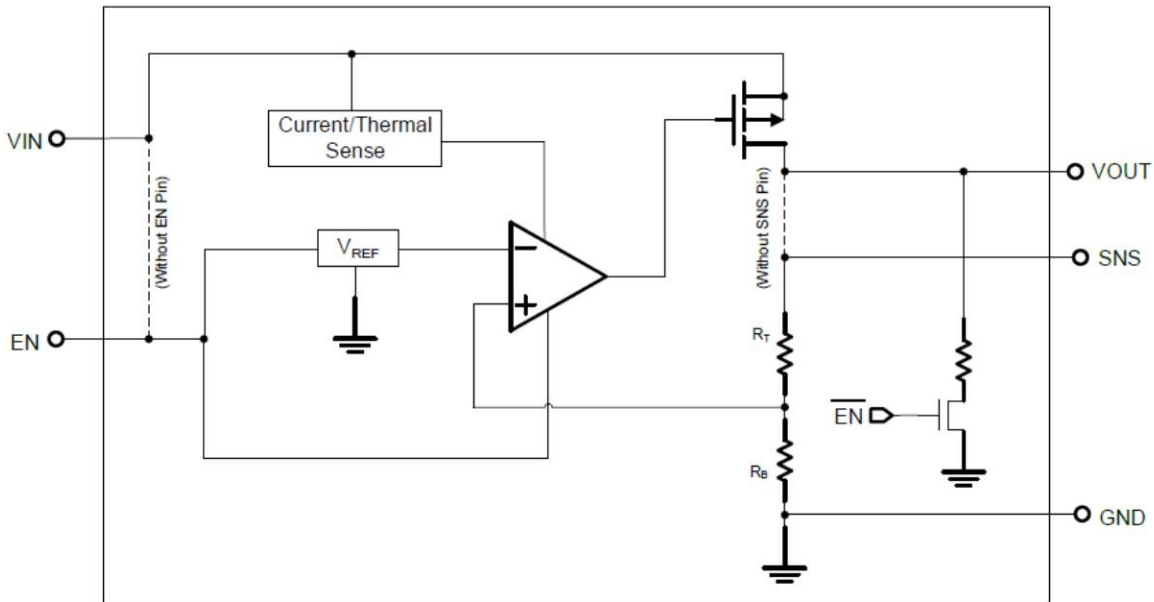 Current/Thermal
Sense
VIN
(Without EN Pin)
VREF
−
+
EN
(Without SNS Pin)
VOUT
SNS
RT
EN
RB
GND